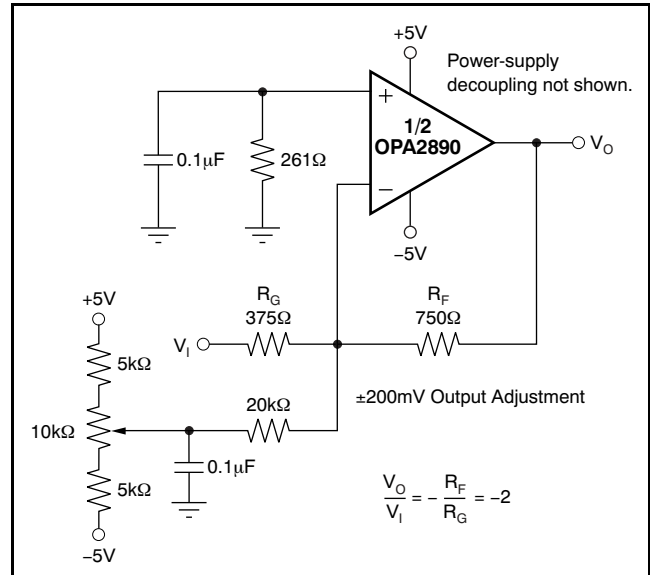 +5V
Power-supply
decoupling not shown.
+
1/2
OPA2890
−
0.1μF
261Ω
V_O
−5V
+5V
R_G
375Ω
R_F
750Ω
V_I
5kΩ
20kΩ
±200mV Output Adjustment
10kΩ
0.1μF
5kΩ
V_O / V_I = − R_F / R_G = −2
−5V